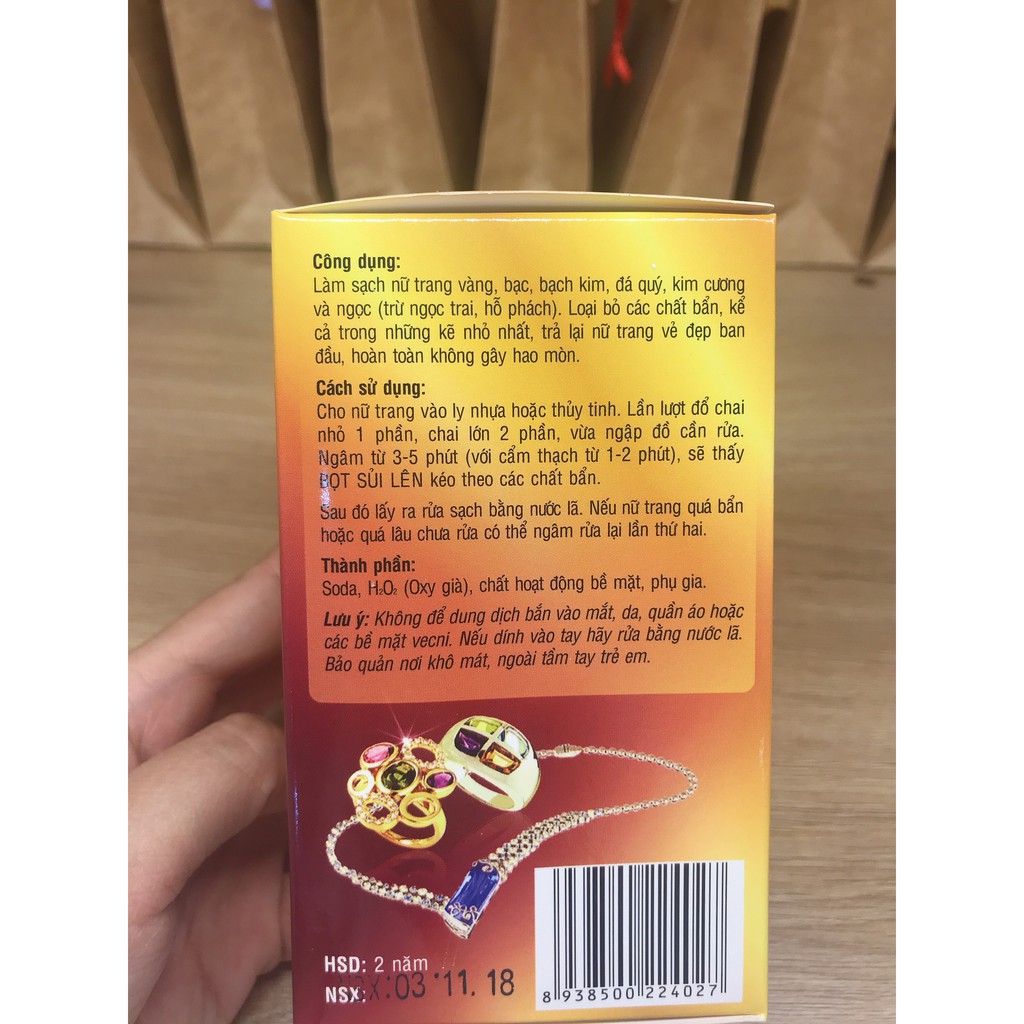 Công dụng:
Làm sạch nữ trang vàng, bạc, bạch kim, đá quý, kim cương
và ngọc (trừ ngọc trai, hỗ phách). Loại bỏ các chất bẩn, kể
cả trong những kẽ nhỏ nhất, trả lại nữ trang vẻ đẹp ban
đầu, hoàn toàn không gây hao mòn.
Cách sử dụng:
Cho nữ trang vào ly nhựa hoặc thủy tinh. Lần lượt đổ chai
nhỏ 1 phần, chai lớn 2 phần, vừa ngập đồ cần rửa.
Ngâm từ 3-5 phút (với cẩm thạch từ 1-2 phút), sẽ thấy
BỌT SỦI LÊN kéo theo các chất bẩn.
Sau đó lấy ra rửa sạch bằng nước lã. Nếu nữ trang quá bẩn
hoặc quá lâu chưa rửa có thể ngâm rửa lại lần thứ hai.
Thành phần:
Soda, H₂O₂ (Oxy già), chất hoạt động bề mặt, phụ gia.
Lưu ý: Không để dung dịch bắn vào mắt, da, quần áo hoặc
các bề mặt vecni. Nếu dính vào tay hãy rửa bằng nước lã.
Bảo quản nơi khô mát, ngoài tầm tay trẻ em.
HSD: 2 năm
NSX: NSX:03 11. 18
8 938500 224027